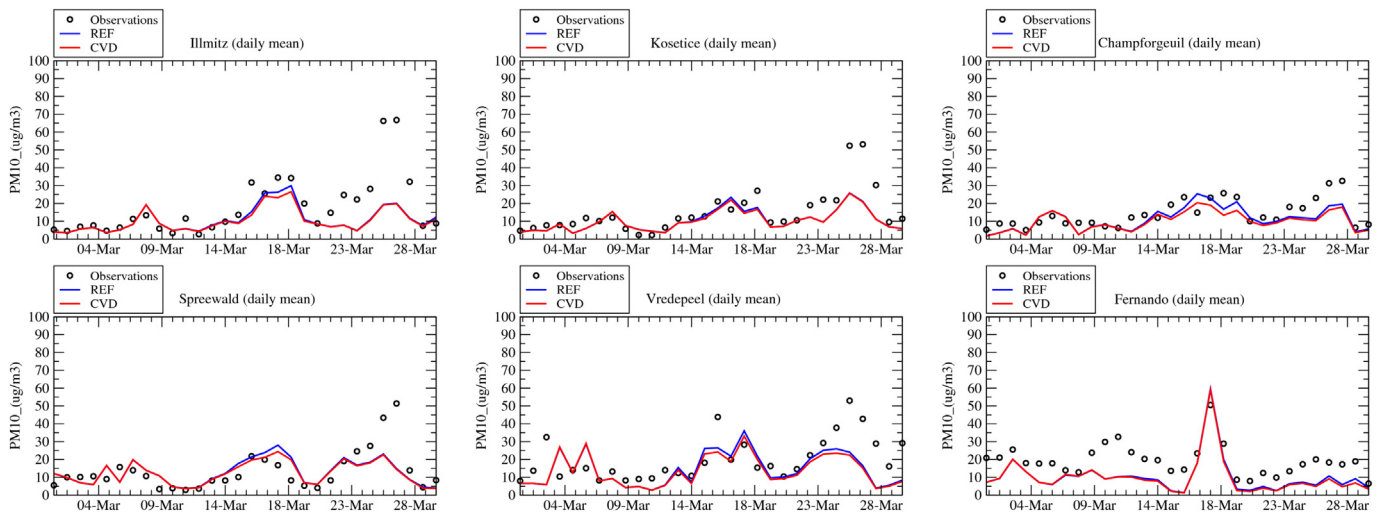 Observations
REF
CVD
Illmitz (daily mean)
PM10_(ug/m3)
100
90
80
70
60
50
40
30
20
10
0
04-Mar 09-Mar 14-Mar 18-Mar 23-Mar 28-Mar
Observations
REF
CVD
Kosetice (daily mean)
PM10_(ug/m3)
100
90
80
70
60
50
40
30
20
10
0
04-Mar 09-Mar 14-Mar 18-Mar 23-Mar 28-Mar
Observations
REF
CVD
Champforgeuil (daily mean)
PM10_(ug/m3)
100
90
80
70
60
50
40
30
20
10
0
04-Mar 09-Mar 14-Mar 18-Mar 23-Mar 28-Mar
Observations
REF
CVD
Spreewald (daily mean)
PM10_(ug/m3)
100
90
80
70
60
50
40
30
20
10
0
04-Mar 09-Mar 14-Mar 18-Mar 23-Mar 28-Mar
Observations
REF
CVD
Vredepeel (daily mean)
PM10_(ug/m3)
100
90
80
70
60
50
40
30
20
10
0
04-Mar 09-Mar 14-Mar 18-Mar 23-Mar 28-Mar
Observations
REF
CVD
Fernando (daily mean)
PM10_(ug/m3)
100
90
80
70
60
50
40
30
20
10
0
04-Mar 09-Mar 14-Mar 18-Mar 23-Mar 28-Mar